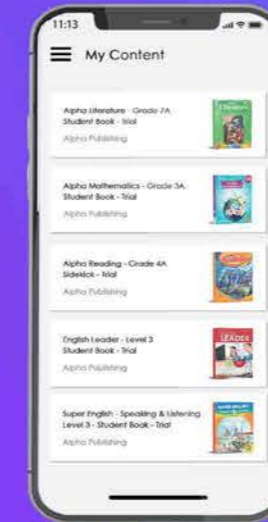 11:13
My Content
Alpha Literature - Grade 7A
Student Book - Trial
Alpha Publishing
Alpha Mathematics - Grade 3A
Student Book - Trial
Alpha Publishing
Alpha Reading - Grade 4A
Sidekick - Trial
Alpha Publishing
English Leader - Level 3
Student Book - Trial
Alpha Publishing
LEADER
Super English - Speaking & Listening
Level 3 - Student Book - Trial
Alpha Publishing